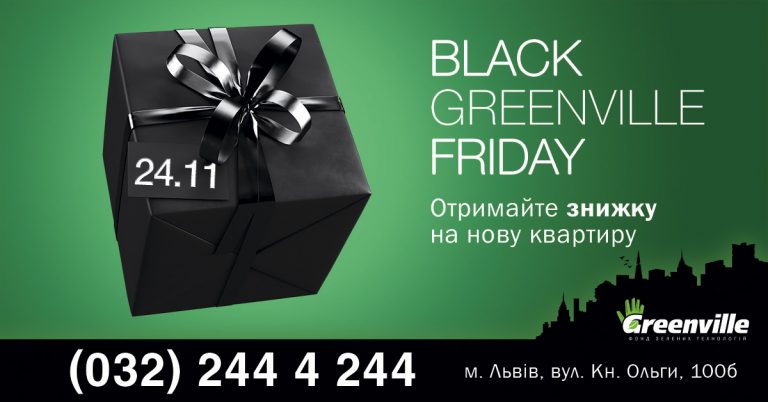 BLACK
GREENVILLE
FRIDAY
24.11
Отримайте знижку
на нову квартиру
Greenville
ФОНД ЗЕЛЕНИХ ТЕХНОЛОГІЙ
(032) 244 4 244
м. Львів, вул. Кн. Ольги, 100б